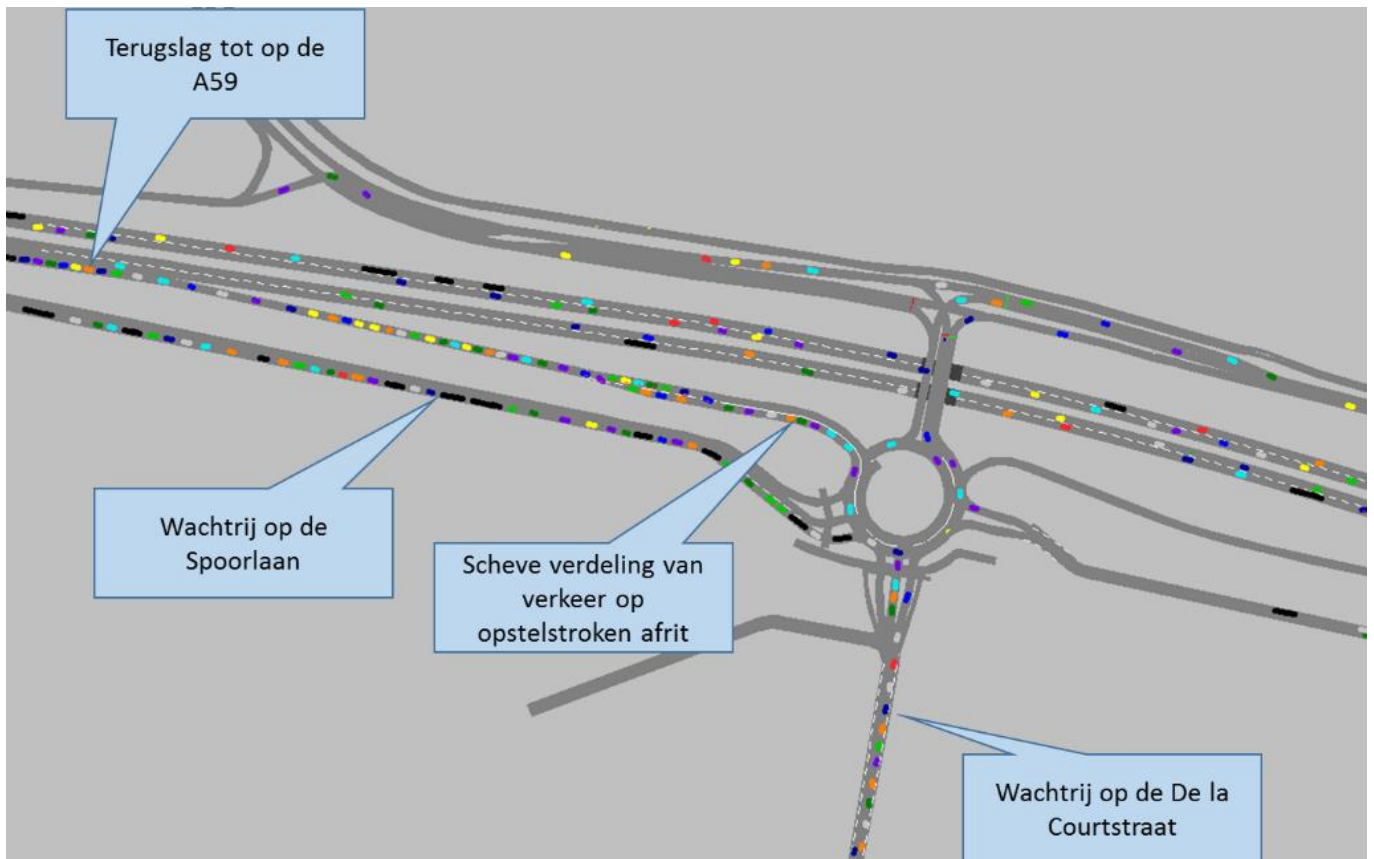 Terugslag tot op de
A59
Wachtrij op de
Spoorlaan
Scheve verdeling van
verkeer op
opstelstroken afrit
Wachtrij op de De la
Courtstraat